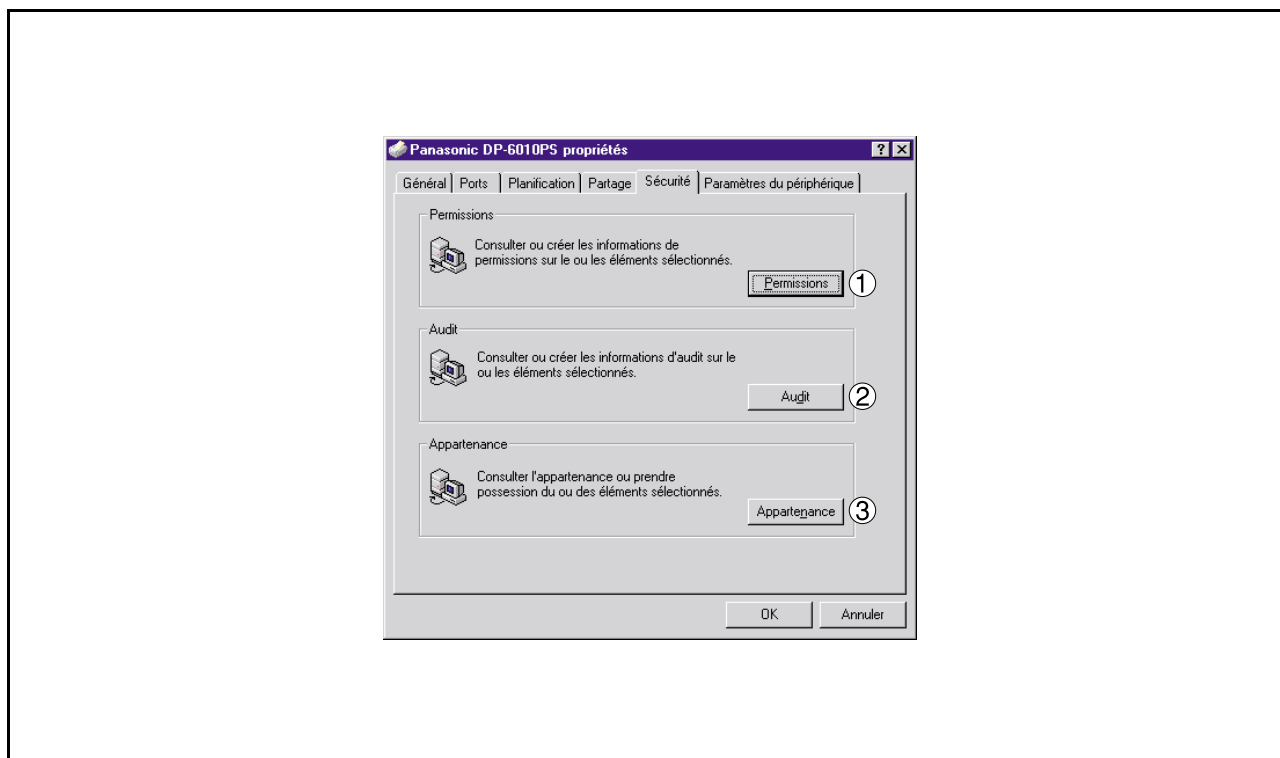 Panasonic DP-6010PS propriétés
Général Ports Planification Partage Sécurité Paramètres du périphérique
Permissions
Consulter ou créer les informations de
permissions sur le ou les éléments sélectionnés.
Permissions ①
Audit
Consulter ou créer les informations d'audit sur le
ou les éléments sélectionnés.
Audit ②
Appartenance
Consulter l'appartenance ou prendre
possession du ou des éléments sélectionnés.
Appartenance ③
OK Annuler